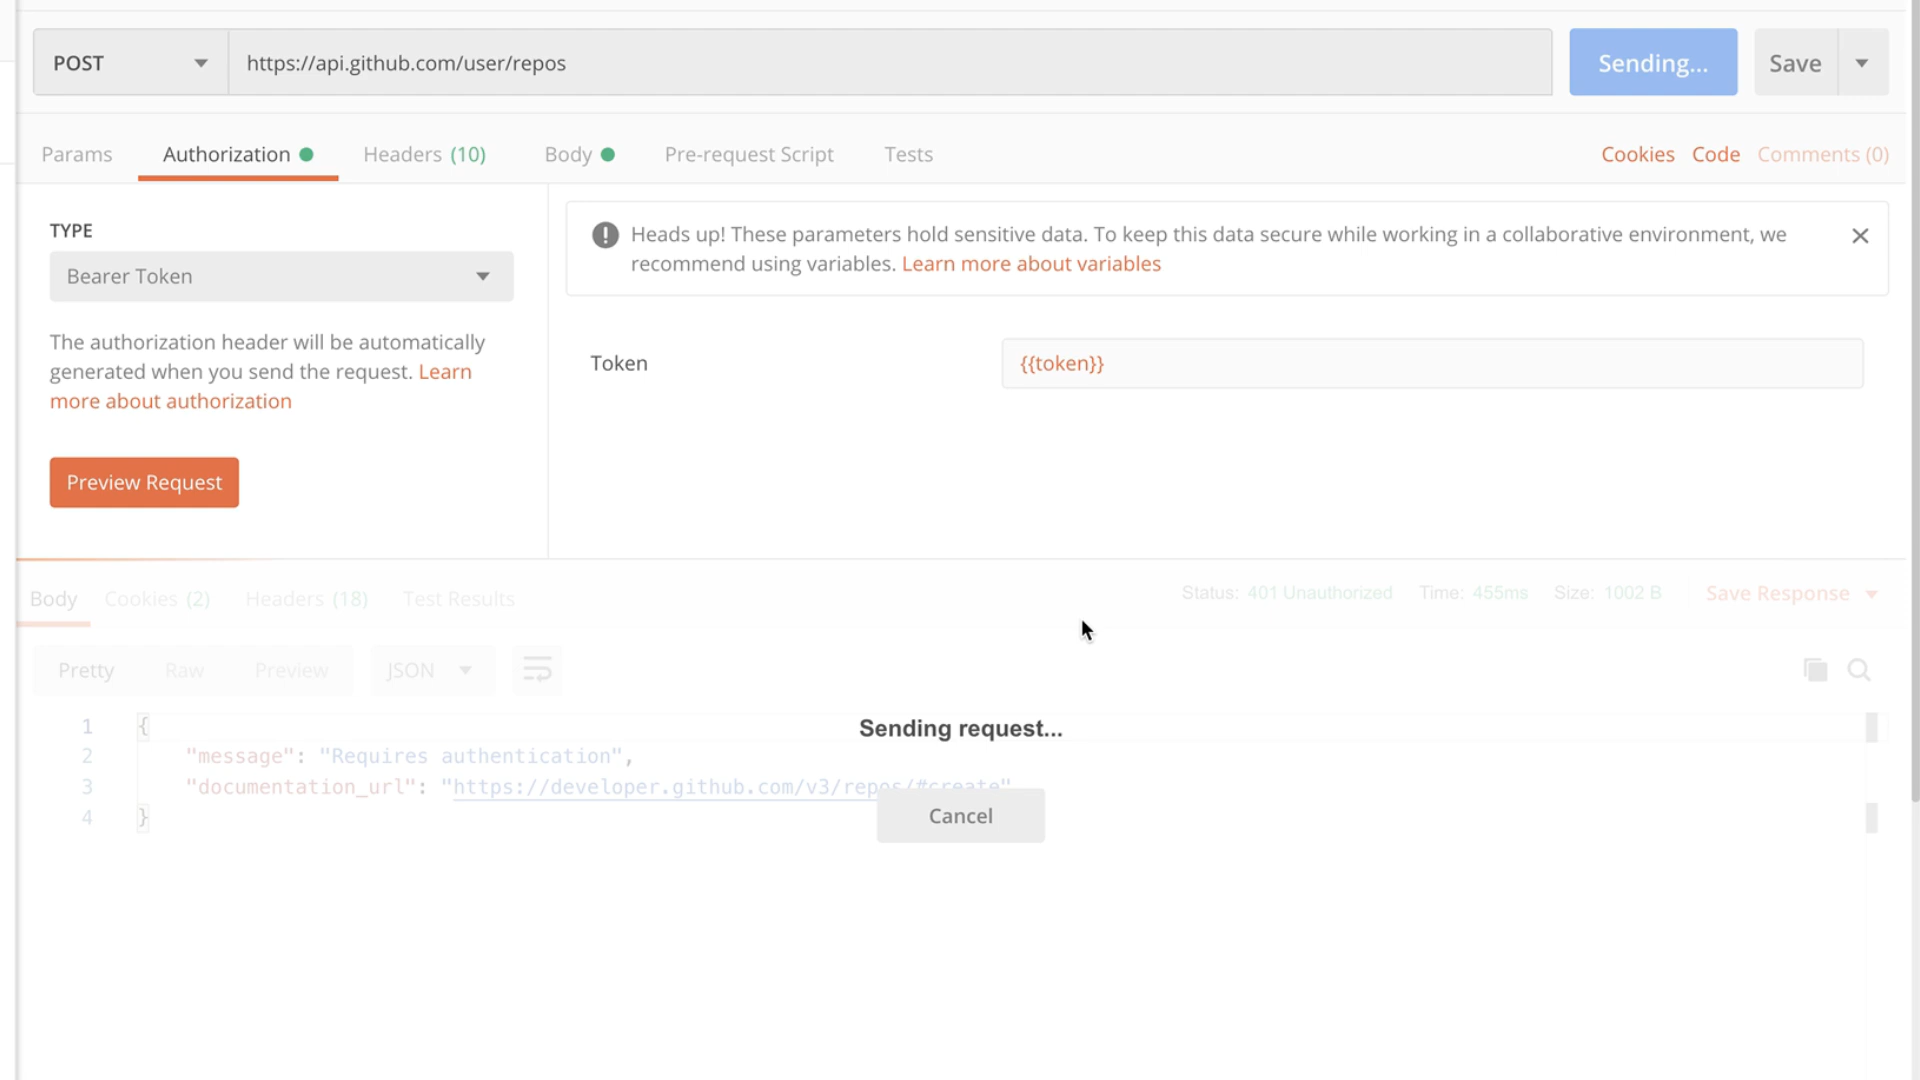 POST
https://api.github.com/user/repos
Sending...
Save
Params
Authorization
Headers (10)
Body
Pre-request Script
Tests
Cookies
Code
Comments (0)
TYPE
Bearer Token
The authorization header will be automatically
generated when you send the request. Learn
more about authorization
Preview Request
Heads up! These parameters hold sensitive data. To keep this data secure while working in a collaborative environment, we
recommend using variables. Learn more about variables
Token
{{token}}
Body
Cookies (2)
Headers (18)
Test Results
Status: 401 Unauthorized
Time: 455ms
Size: 1002 B
Save Response
Pretty
Raw
Preview
JSON
1 {
2 "message": "Requires authentication",
3 "documentation_url": "https://developer.github.com/v3/repos/#create"
4 }
Sending request...
Cancel